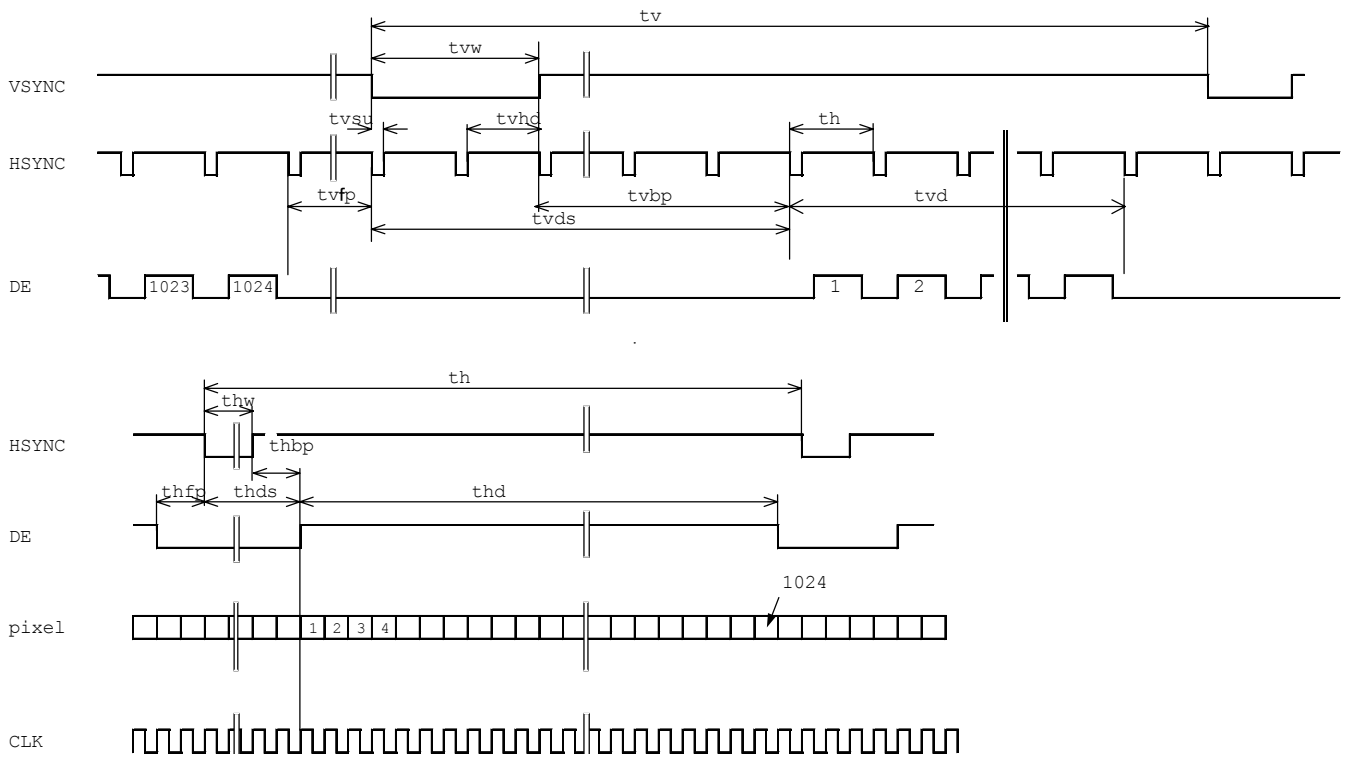 tv
tvw
VSYNC
tvsu
tvhd
th
HSYNC
tvfp
tvbp
tvd
tvds
DE
1023
1024
1
2
th
thw
HSYNC
thbp
thfp
thds
thd
DE
1024
pixel
1 2 3 4
CLK